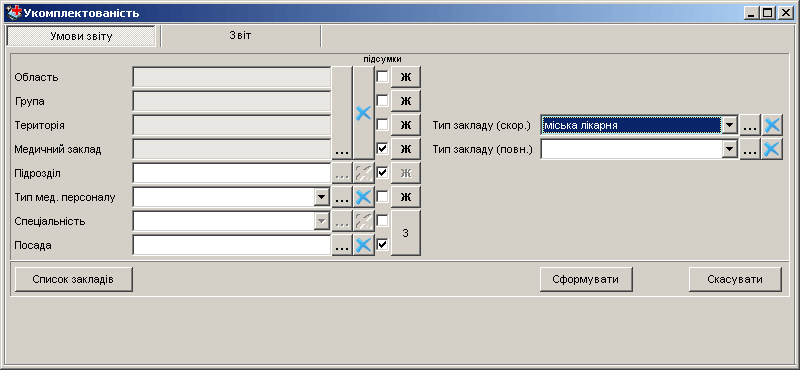 Укомплектованість
Умови звіту
Звіт
підсумки
Область
...
Ж
Група
Ж
Територія
Ж
Тип закладу (скор.)
міська лікарня
...
Медичний заклад
Ж
Тип закладу (повн.)
...
Підрозділ
...
Ж
Тип мед. персоналу
...
Ж
Спеціальність
...
З
Посада
...
Список закладів
Сформувати
Скасувати